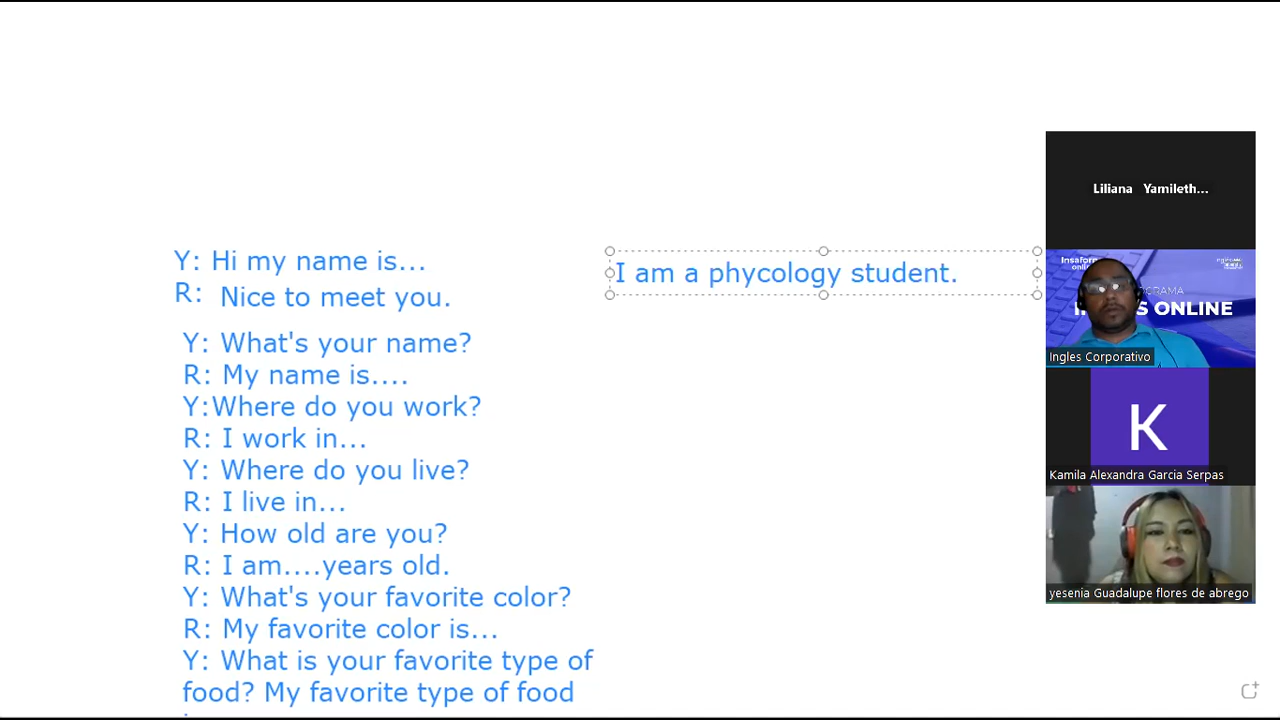 Y: Hi my name is...
R: Nice to meet you.
Y: What's your name?
R: My name is....
Y:Where do you work?
R: I work in...
Y: Where do you live?
R: I live in...
Y: How old are you?
R: I am....years old.
Y: What's your favorite color?
R: My favorite color is...
Y: What is your favorite type of
food? My favorite type of food
I am a phycology student.
Liliana Yamileth...
ONLINE
Ingles Corporativo
K
Kamila Alexandra Garcia Serpas
yesenia Guadalupe flores de abrego